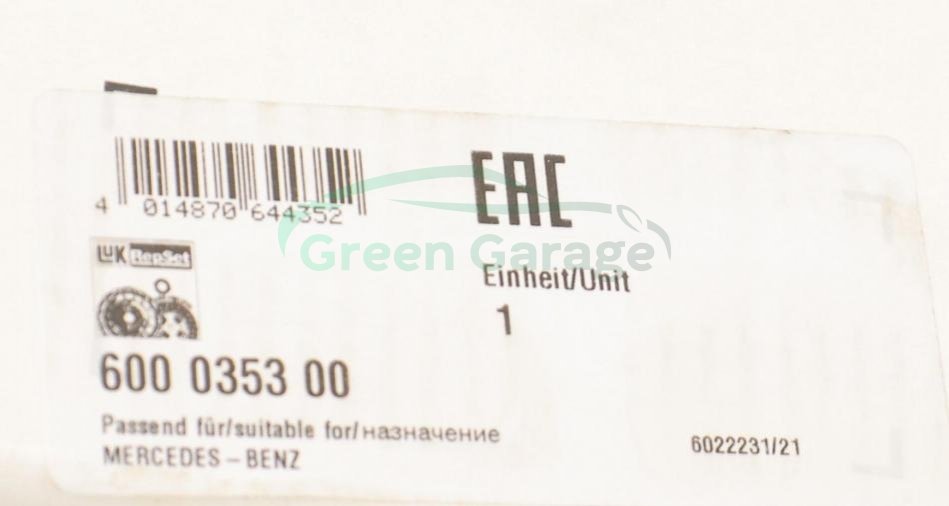 4 014870 644352
EAC
Green Garage
LuK RepSet
Einheit/Unit
1
600 0353 00
Passend für/suitable for/назначение
MERCEDES – BENZ
6022231/21